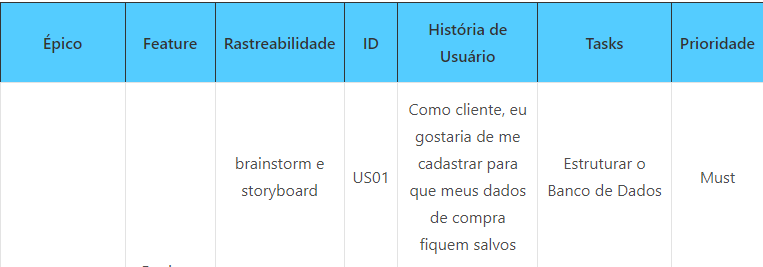 Épico
Feature
Rastreabilidade
ID
História de
Usuário
Tasks
Prioridade
brainstorm e
storyboard
US01
Como cliente, eu
gostaria de me
cadastrar para
que meus dados
de compra
fiquem salvos
Estruturar o
Banco de Dados
Must